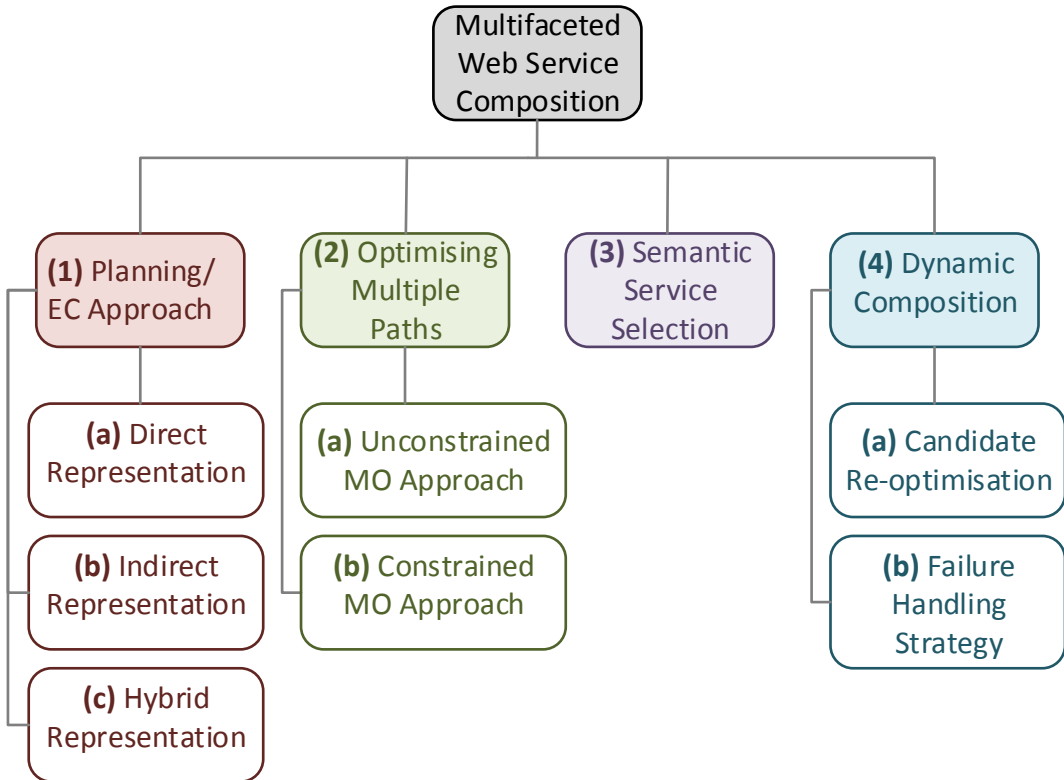 Multifaceted
Web Service
Composition
(1) Planning/
EC Approach
(2) Optimising
Multiple
Paths
(3) Semantic
Service
Selection
(4) Dynamic
Composition
(a) Direct
Representation
(b) Indirect
Representation
(c) Hybrid
Representation
(a) Unconstrained
MO Approach
(b) Constrained
MO Approach
(a) Candidate
Re-optimisation
(b) Failure
Handling
Strategy